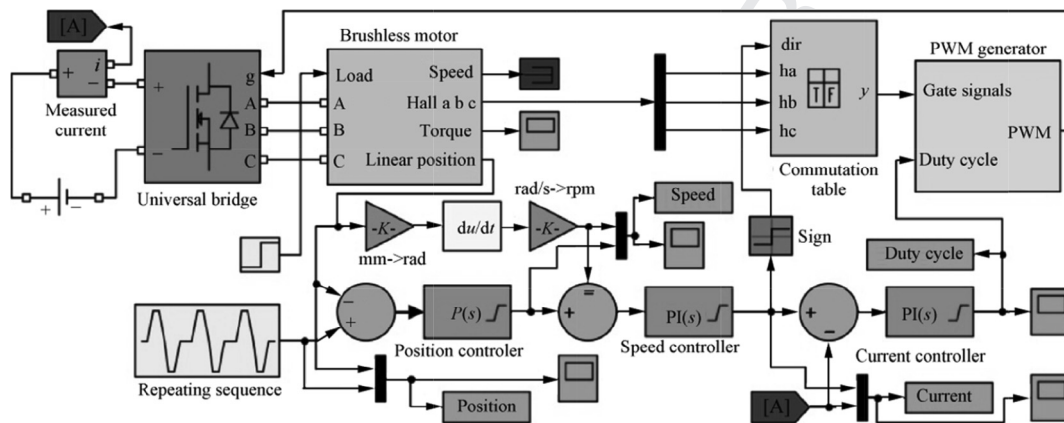 [A]
i
+
−
Measured current
+ −
g
+
−
A
B
C
Universal bridge
Brushless motor
Load
A
B
C
Speed
Hall a b c
Torque
Linear position
dir
ha
hb
hc
y
T F
Commutation table
PWM generator
Gate signals
PWM
Duty cycle
rad/s->rpm
-K-
mm->rad
du/dt
-K-
Speed
Sign
Duty cycle
−
+
P(s)
Position controler
+
=
PI(s)
Speed controller
+
−
PI(s)
Current controller
Repeating sequence
Position
[A]
Current